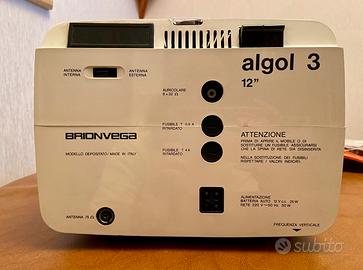 algol 3
12"
ANTENNA INTERNA
ANTENNA ESTERNA
AURICOLARE
8 ÷ 32 Ω
BRIONVEGA
MODELLO DEPOSITATO / MADE IN ITALY
FUSIBILE T 0,8 A
RITARDATO
FUSIBILE T 4 A
RITARDATO
ATTENZIONE
PRIMA DI APRIRE IL MOBILE O DI
SOSTITUIRE UN FUSIBILE ASSICURARSI
CHE LA SPINA DI RETE SIA DISINSERITA
NELLA SOSTITUZIONE DEI FUSIBILI
RISPETTARE I VALORI INDICATI
ANTENNA 75 Ω
ALIMENTAZIONE
BATTERIA AUTO 12 V.c.c. 25 W
RETE 220 V ~ 50 Hz 50 W
FREQUENZA VERTICALE
subito